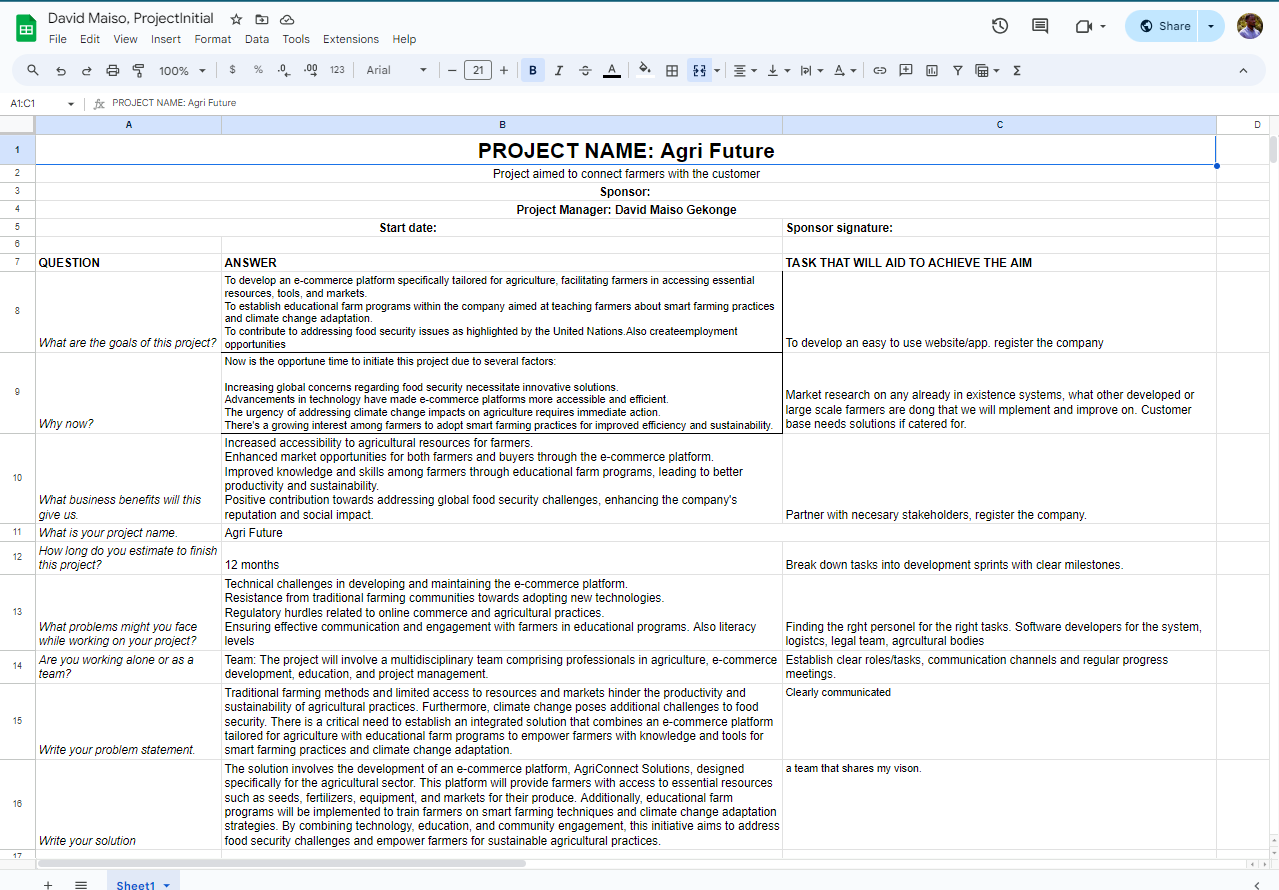 David Maiso, ProjectInitial
File Edit View Insert Format Data Tools Extensions Help
Share
100% $ % .0 .00 123 Arial 21 B I A
A1:C1 fx PROJECT NAME: Agri Future
A B C D
1 PROJECT NAME: Agri Future
2 Project aimed to connect farmers with the customer
3 Sponsor:
4 Project Manager: David Maiso Gekonge
5 Start date: Sponsor signature:
6
7 QUESTION ANSWER TASK THAT WILL AID TO ACHIEVE THE AIM
8
What are the goals of this project?
To develop an e-commerce platform specifically tailored for agriculture, facilitating farmers in accessing essential
resources, tools, and markets.
To establish educational farm programs within the company aimed at teaching farmers about smart farming practices
and climate change adaptation.
To contribute to addressing food security issues as highlighted by the United Nations.Also createemployment
opportunities
To develop an easy to use website/app. register the company
9
Why now?
Now is the opportune time to initiate this project due to several factors:
Increasing global concerns regarding food security necessitate innovative solutions.
Advancements in technology have made e-commerce platforms more accessible and efficient.
The urgency of addressing climate change impacts on agriculture requires immediate action.
There's a growing interest among farmers to adopt smart farming practices for improved efficiency and sustainability.
Market research on any already in existence systems, what other developed or
large scale farmers are dong that we will mplement and improve on. Customer
base needs solutions if catered for.
10
What business benefits will this
give us.
Increased accessibility to agricultural resources for farmers.
Enhanced market opportunities for both farmers and buyers through the e-commerce platform.
Improved knowledge and skills among farmers through educational farm programs, leading to better
productivity and sustainability.
Positive contribution towards addressing global food security challenges, enhancing the company's
reputation and social impact.
Partner with necesary stakeholders, register the company.
11 What is your project name. Agri Future
12
How long do you estimate to finish
this project?
12 months
Break down tasks into development sprints with clear milestones.
13
What problems might you face
while working on your project?
Technical challenges in developing and maintaining the e-commerce platform.
Resistance from traditional farming communities towards adopting new technologies.
Regulatory hurdles related to online commerce and agricultural practices.
Ensuring effective communication and engagement with farmers in educational programs. Also literacy
levels
Finding the rght personel for the right tasks. Software developers for the system,
logistcs, legal team, agrcultural bodies
14
Are you working alone or as a
team?
Team: The project will involve a multidisciplinary team comprising professionals in agriculture, e-commerce
development, education, and project management.
Establish clear roles/tasks, communication channels and regular progress
meetings.
15
Write your problem statement.
Traditional farming methods and limited access to resources and markets hinder the productivity and
sustainability of agricultural practices. Furthermore, climate change poses additional challenges to food
security. There is a critical need to establish an integrated solution that combines an e-commerce platform
tailored for agriculture with educational farm programs to empower farmers with knowledge and tools for
smart farming practices and climate change adaptation.
Clearly communicated
16
Write your solution
The solution involves the development of an e-commerce platform, AgriConnect Solutions, designed
specifically for the agricultural sector. This platform will provide farmers with access to essential resources
such as seeds, fertilizers, equipment, and markets for their produce. Additionally, educational farm
programs will be implemented to train farmers on smart farming techniques and climate change adaptation
strategies. By combining technology, education, and community engagement, this initiative aims to address
food security challenges and empower farmers for sustainable agricultural practices.
a team that shares my vison.
17
Sheet1